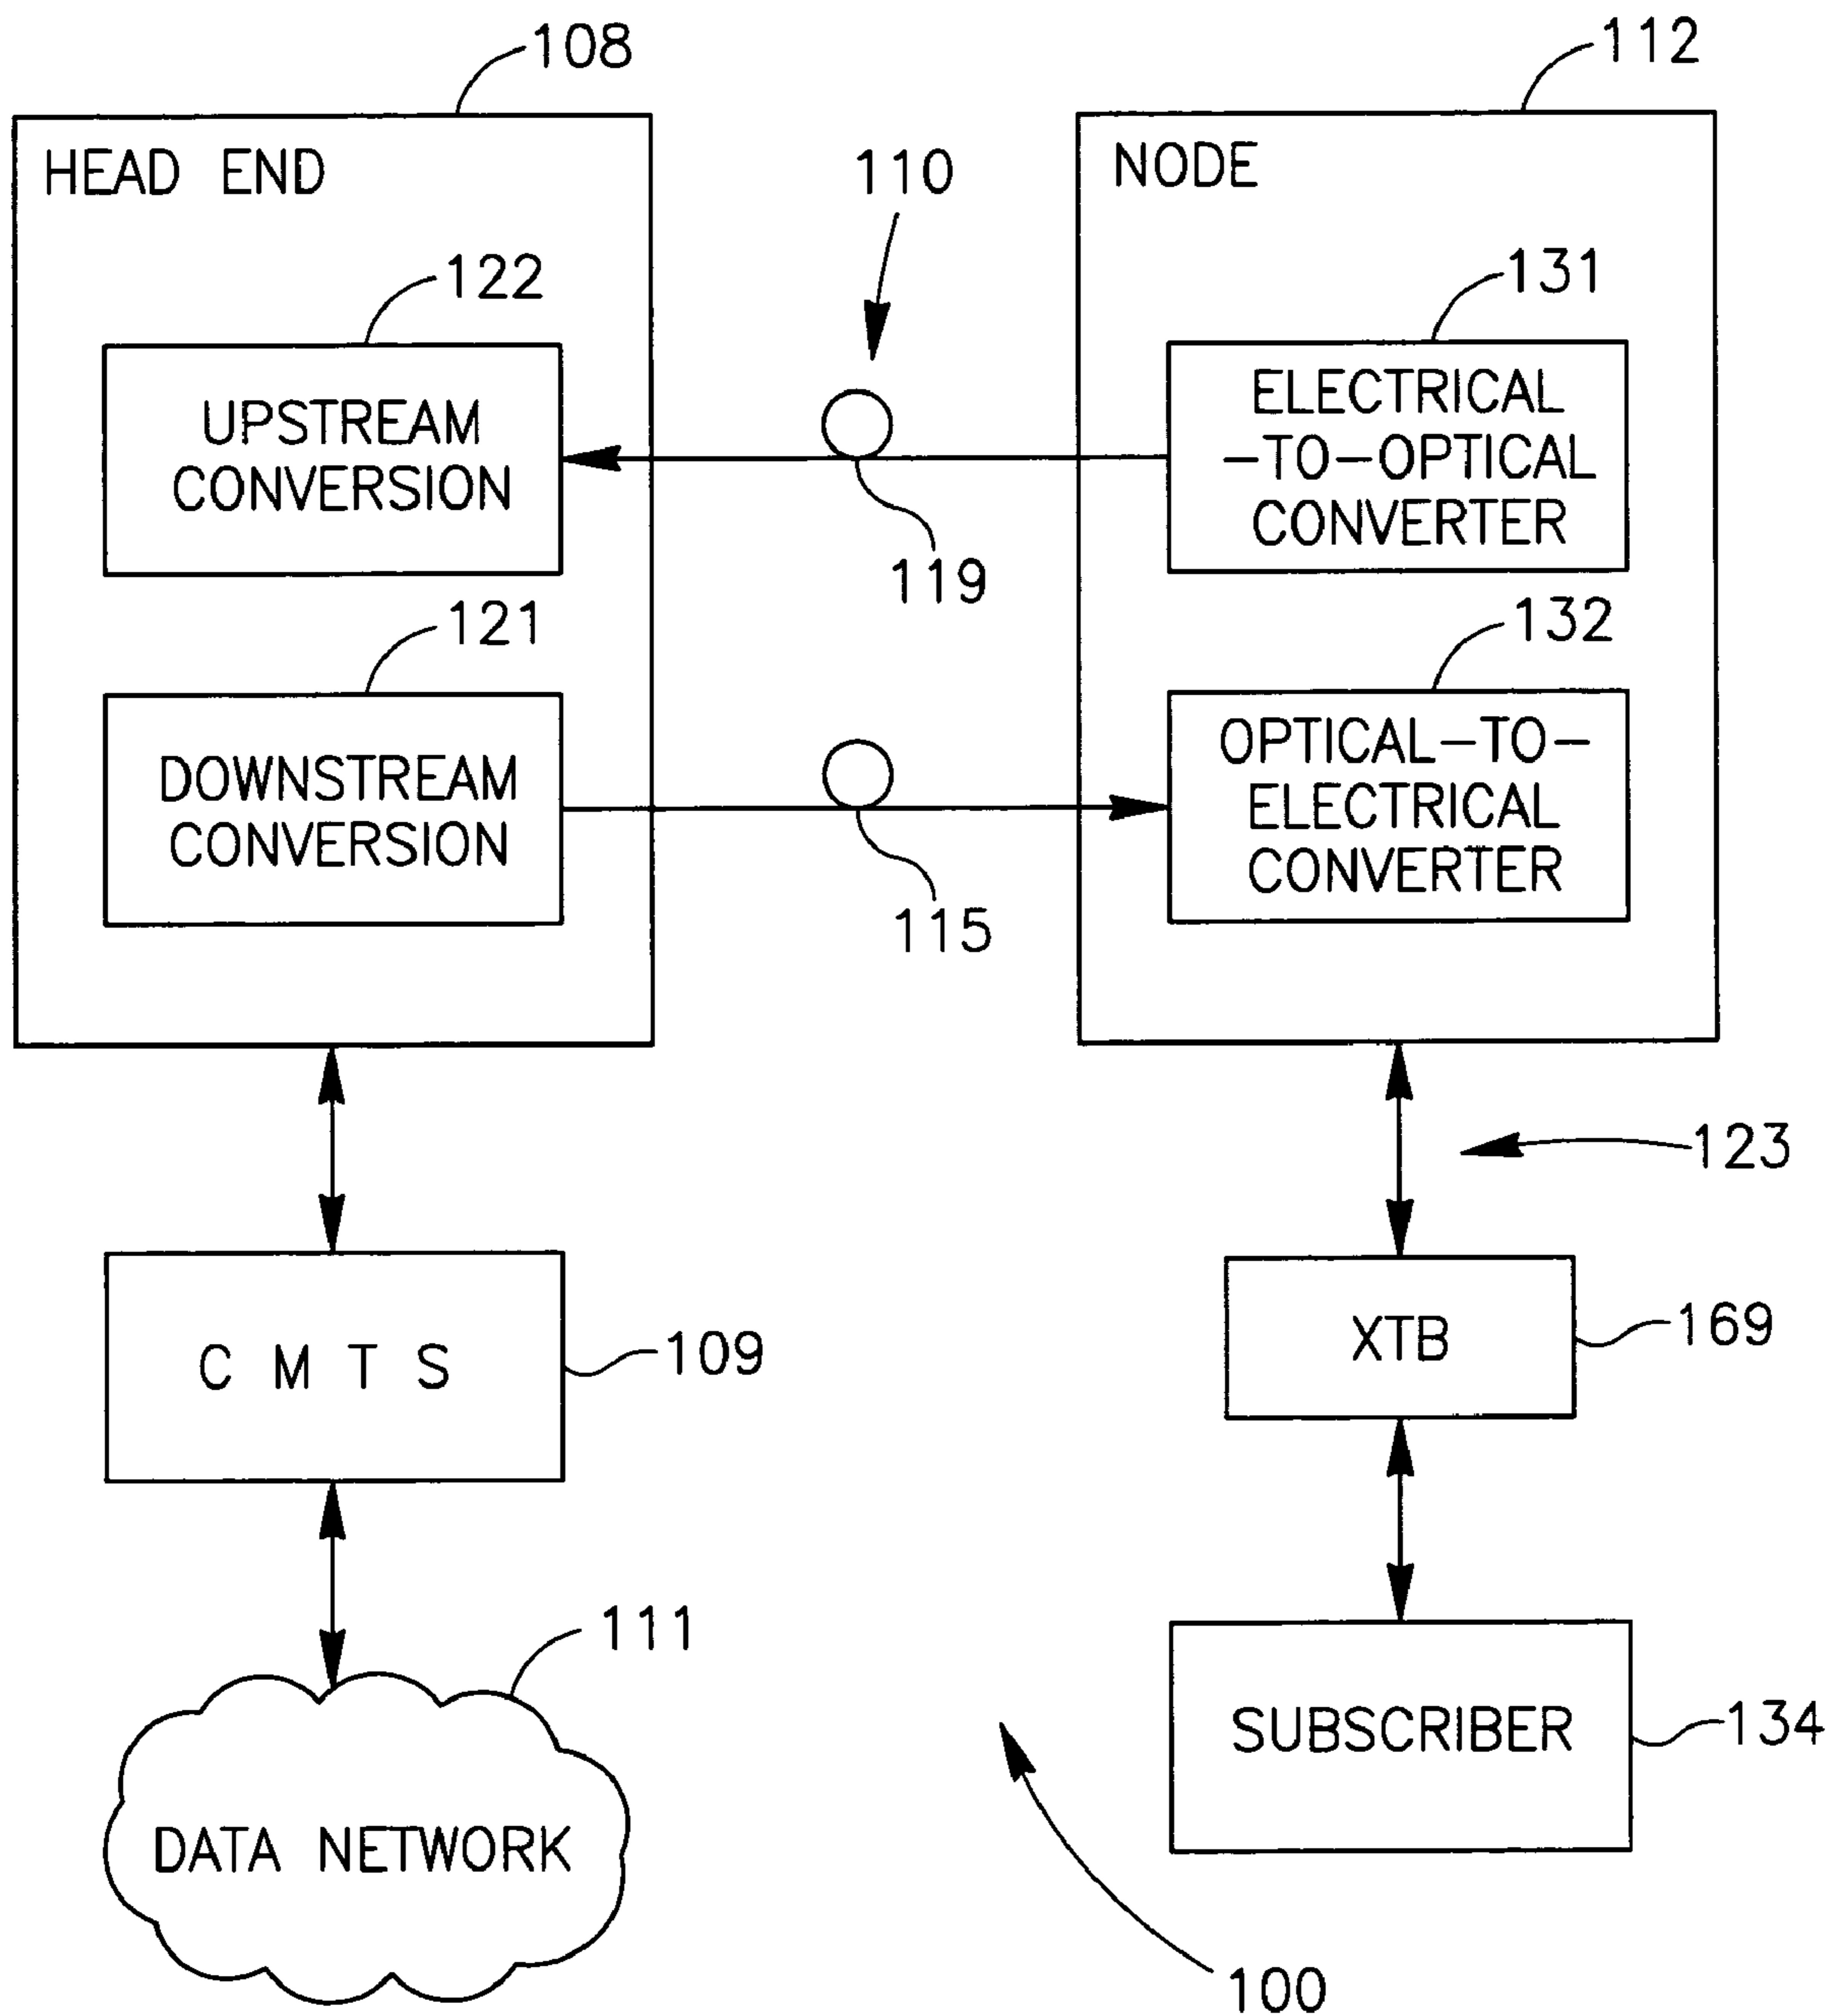 108
112
HEAD END
NODE
110
122
131
UPSTREAM
CONVERSION
ELECTRICAL
-TO-OPTICAL
CONVERTER
119
121
132
DOWNSTREAM
CONVERSION
OPTICAL-TO-
ELECTRICAL
CONVERTER
115
123
C M T S
109
XTB
169
111
DATA NETWORK
SUBSCRIBER
134
100